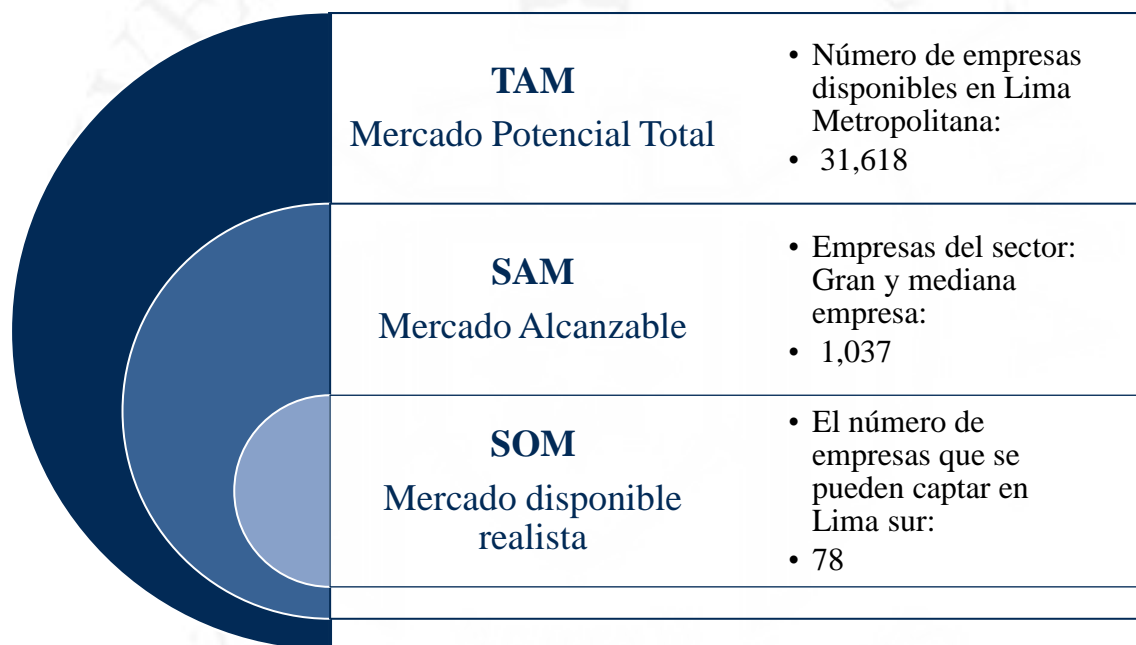 TAM
Mercado Potencial Total
• Número de empresas
disponibles en Lima
Metropolitana:
• 31,618
SAM
Mercado Alcanzable
• Empresas del sector:
Gran y mediana
empresa:
• 1,037
SOM
Mercado disponible
realista
• El número de
empresas que se
pueden captar en
Lima sur:
• 78